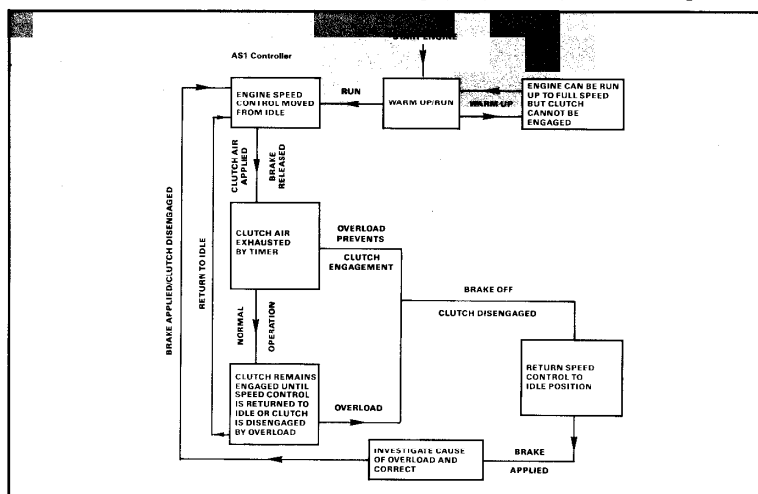 START ENGINE
AS1 Controller
ENGINE SPEED
CONTROL MOVED
FROM IDLE
RUN
WARM UP/RUN
WARM-UP
ENGINE CAN BE RUN
UP TO FULL SPEED
BUT CLUTCH
CANNOT BE
ENGAGED
CLUTCH AIR
APPLIED
BRAKE
RELEASED
CLUTCH AIR
EXHAUSTED
BY TIMER
OVERLOAD
PREVENTS
CLUTCH
ENGAGEMENT
BRAKE APPLIED/CLUTCH DISENGAGED
RETURN TO IDLE
NORMAL
OPERATION
BRAKE OFF
CLUTCH DISENGAGED
CLUTCH REMAINS
ENGAGED UNTIL
SPEED CONTROL
IS RETURNED TO
IDLE OR CLUTCH
IS DISENGAGED
BY OVERLOAD
OVERLOAD
RETURN SPEED
CONTROL TO
IDLE POSITION
INVESTIGATE CAUSE
OF OVERLOAD AND
CORRECT
BRAKE
APPLIED